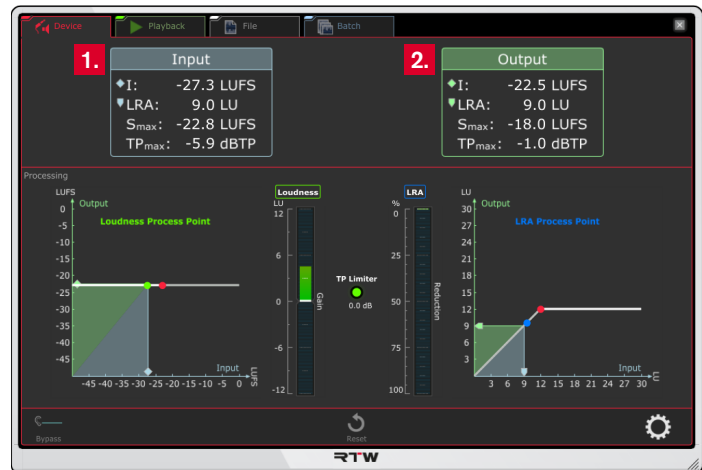 Device
Playback
File
Batch
1.
Input
I: -27.3 LUFS
LRA: 9.0 LU
Smax: -22.8 LUFS
TPmax: -5.9 dBTP
2.
Output
I: -22.5 LUFS
LRA: 9.0 LU
Smax: -18.0 LUFS
TPmax: -1.0 dBTP
Processing
LUFS
Output
Loudness Process Point
0
-5
-10
-15
-20
-25
-30
-35
-40
-45
Input
-45 -40 -35 -30 -25 -20 -15 -10 -5 0
LUFS
Loudness
LU
12
6
0
-6
-12
Gain
TP Limiter
0.0 dB
LRA
%
0
25
50
75
100
Reduction
LU
Output
LRA Process Point
30
27
24
21
18
15
12
9
6
3
Input
3 6 9 12 15 18 21 24 27 30
LU
Bypass
Reset
RTW